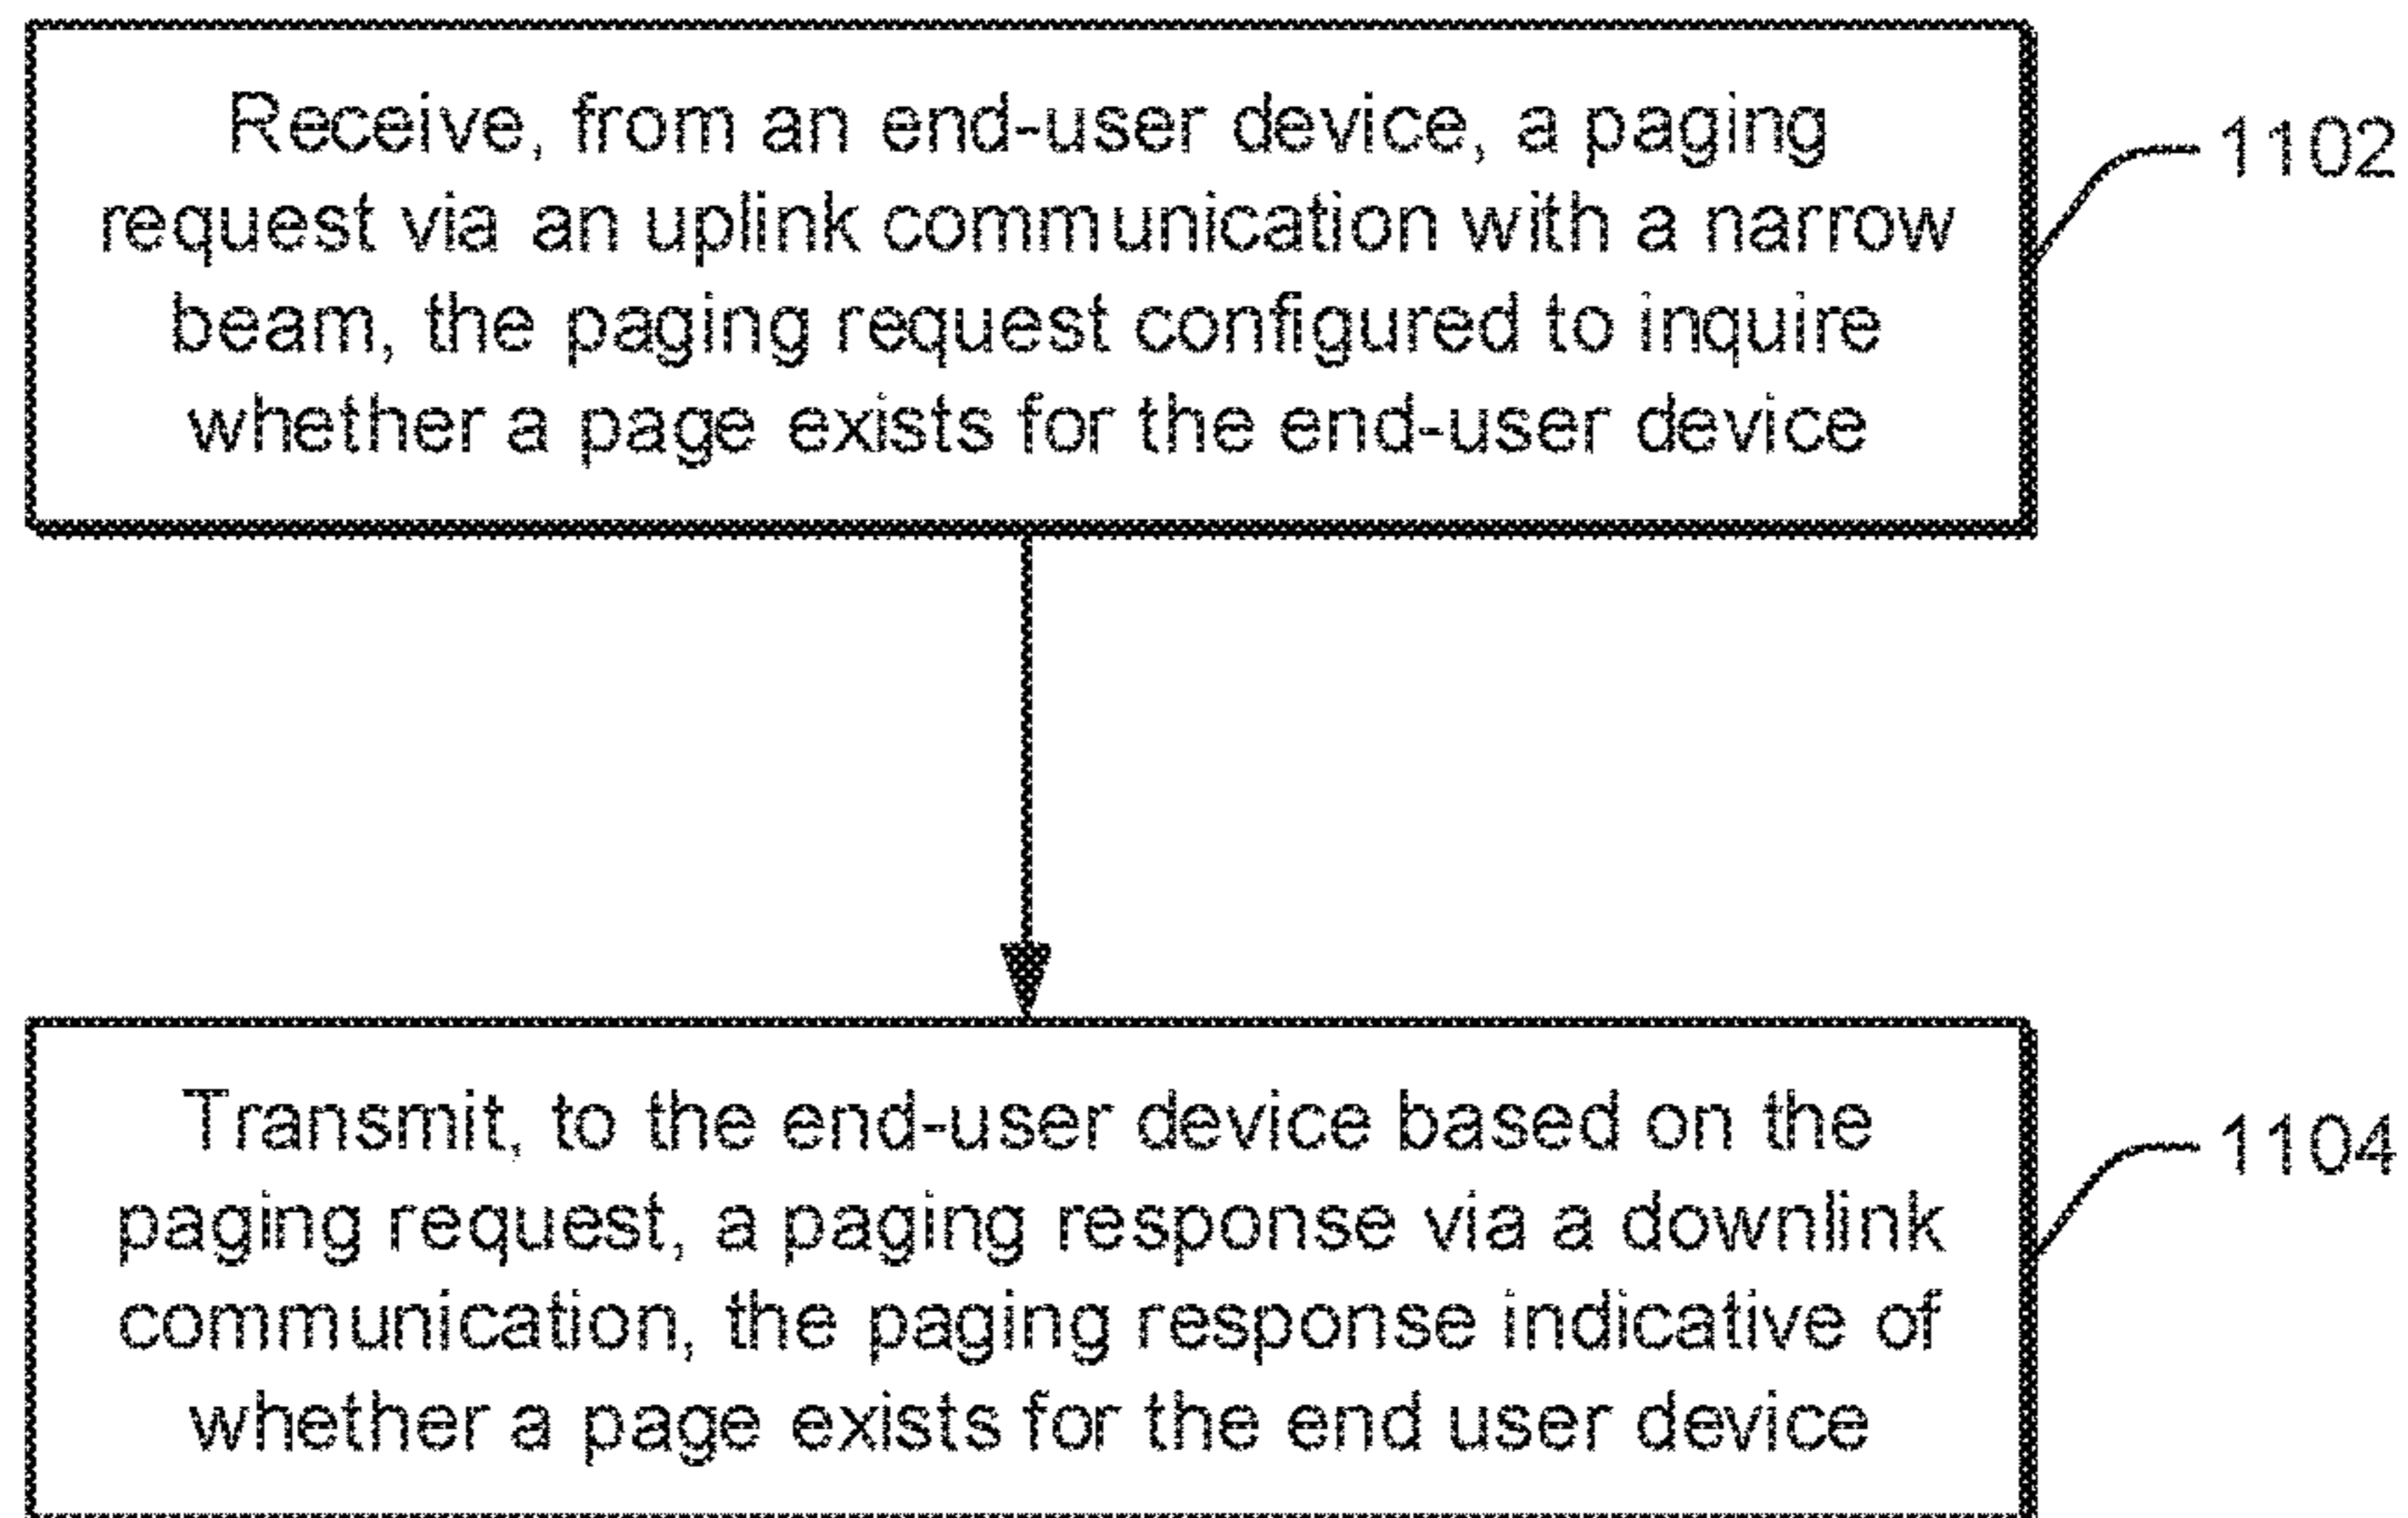 Receive, from an end-user device, a paging
request via an uplink communication with a narrow
beam, the paging request configured to inquire
whether a page exists for the end-user device
1102
Transmit, to the end-user device based on the
paging request, a paging response via a downlink
communication, the paging response indicative of
whether a page exists for the end user device
1104